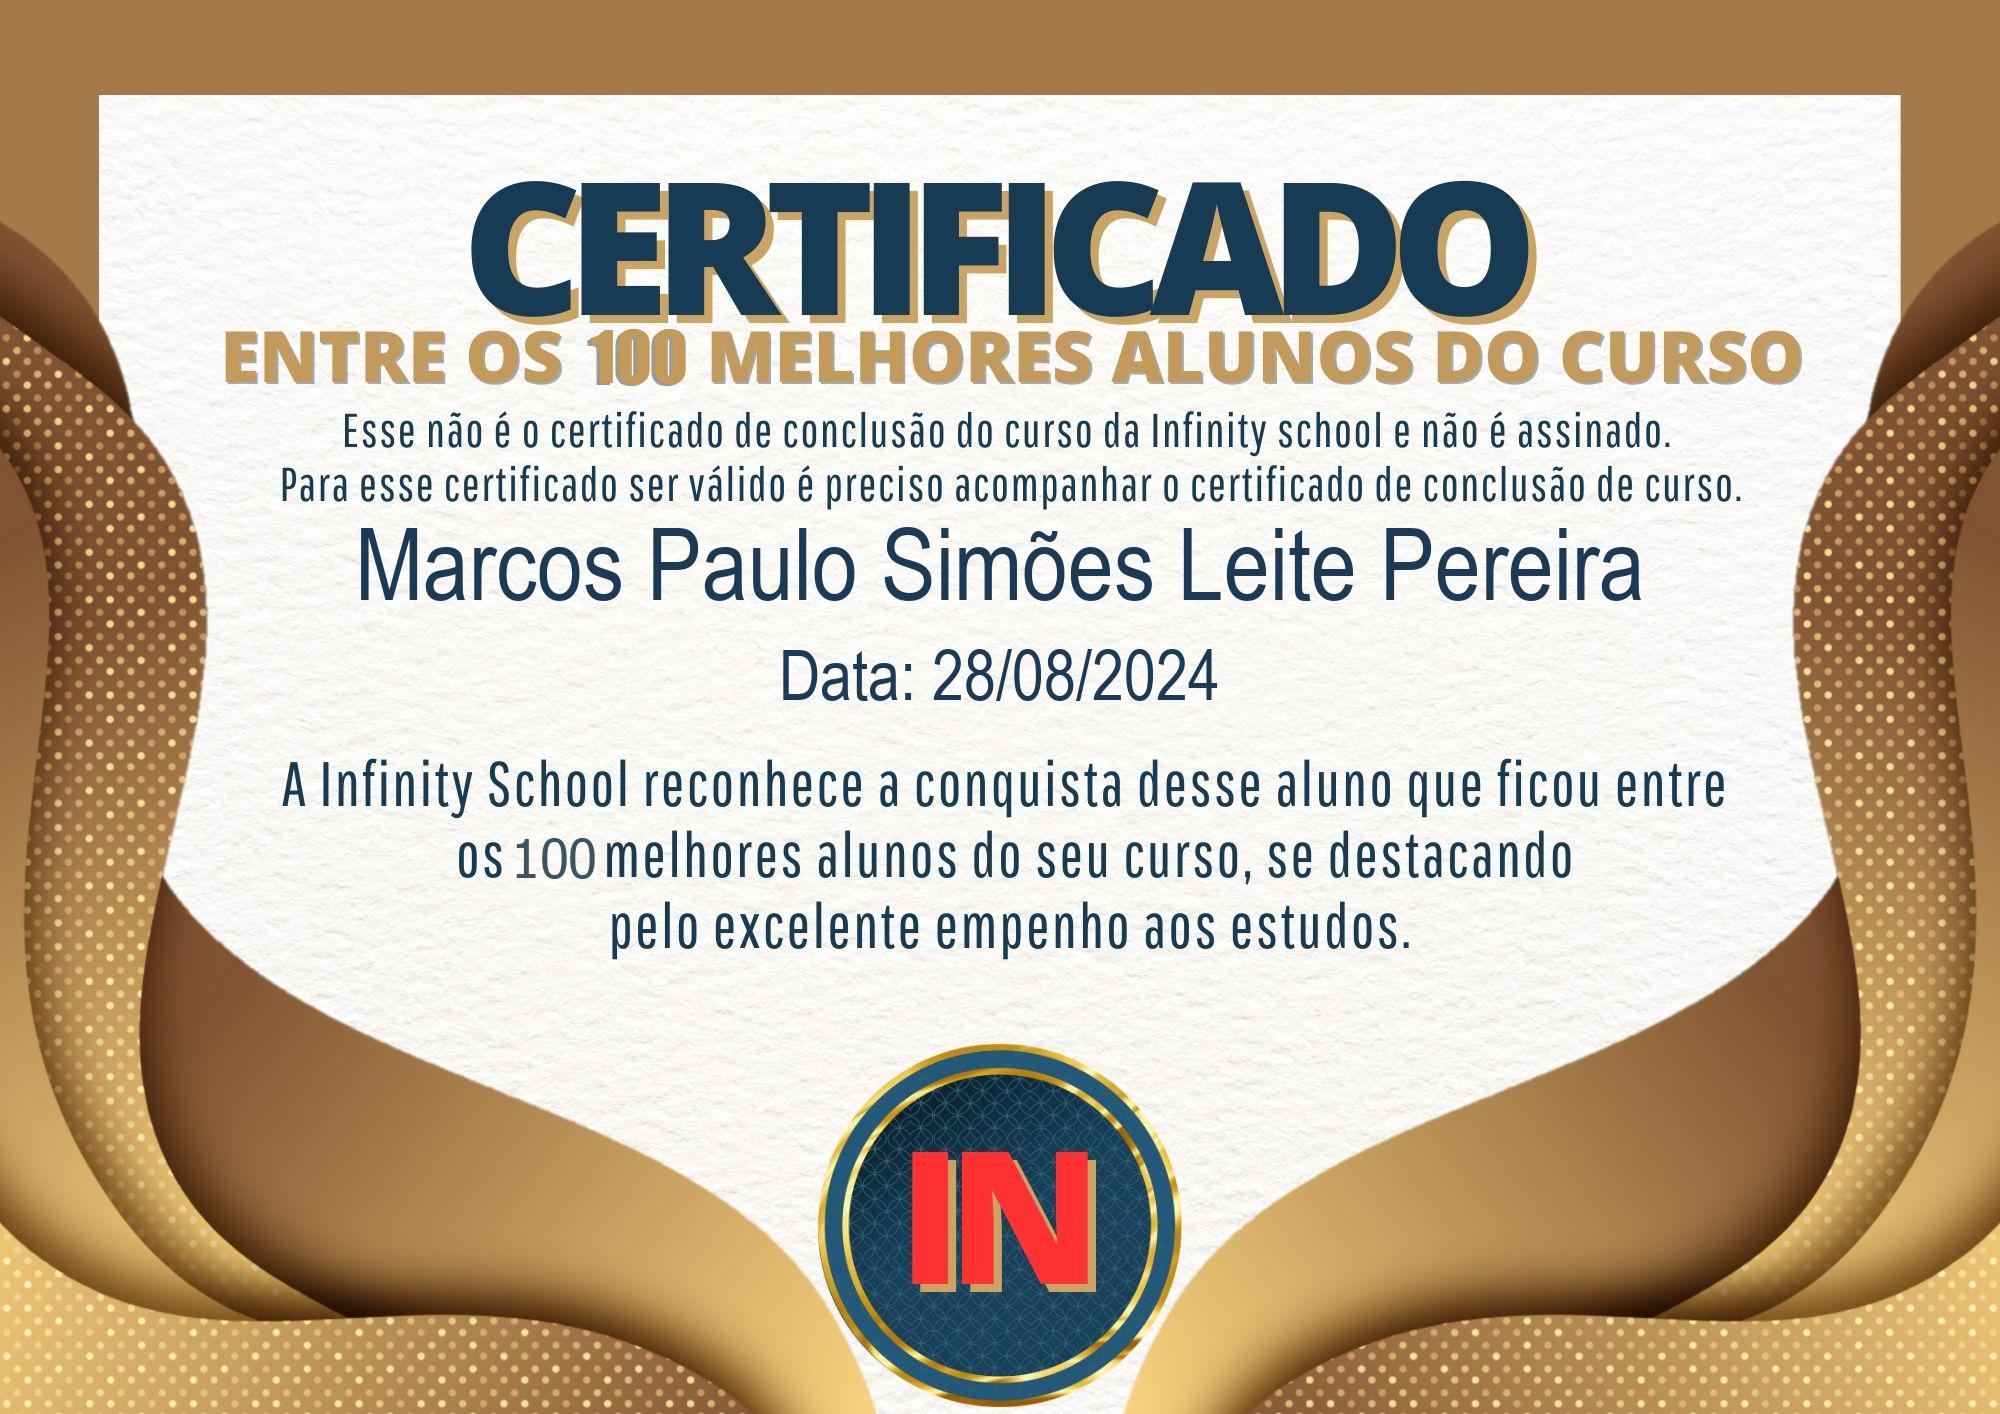 CERTIFICADO
ENTRE OS 100 MELHORES ALUNOS DO CURSO
Esse não é o certificado de conclusão do curso da Infinity school e não é assinado.
Para esse certificado ser válido é preciso acompanhar o certificado de conclusão de curso.
Marcos Paulo Simões Leite Pereira
Data: 28/08/2024
A Infinity School reconhece a conquista desse aluno que ficou entre
os 100 melhores alunos do seu curso, se destacando
pelo excelente empenho aos estudos.
IN